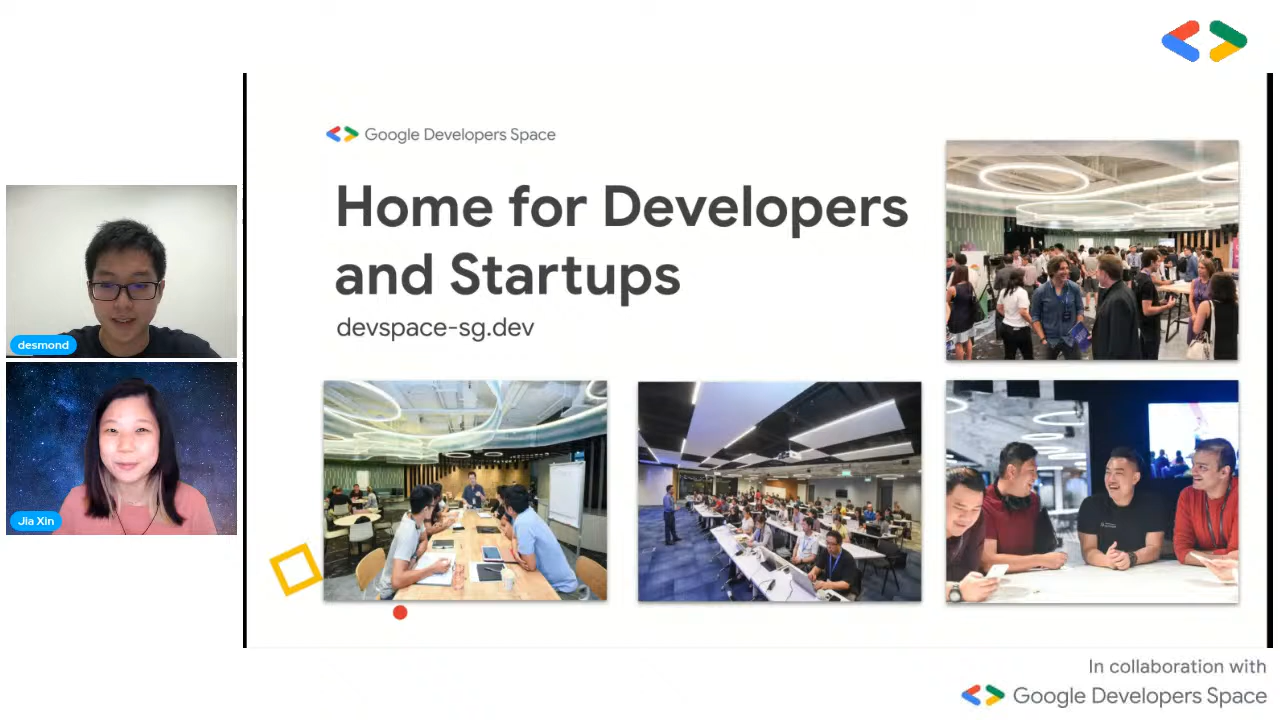 Google Developers Space
Home for Developers
and Startups
devspace-sg.dev
desmond
Jia Xin
In collaboration with
Google Developers Space